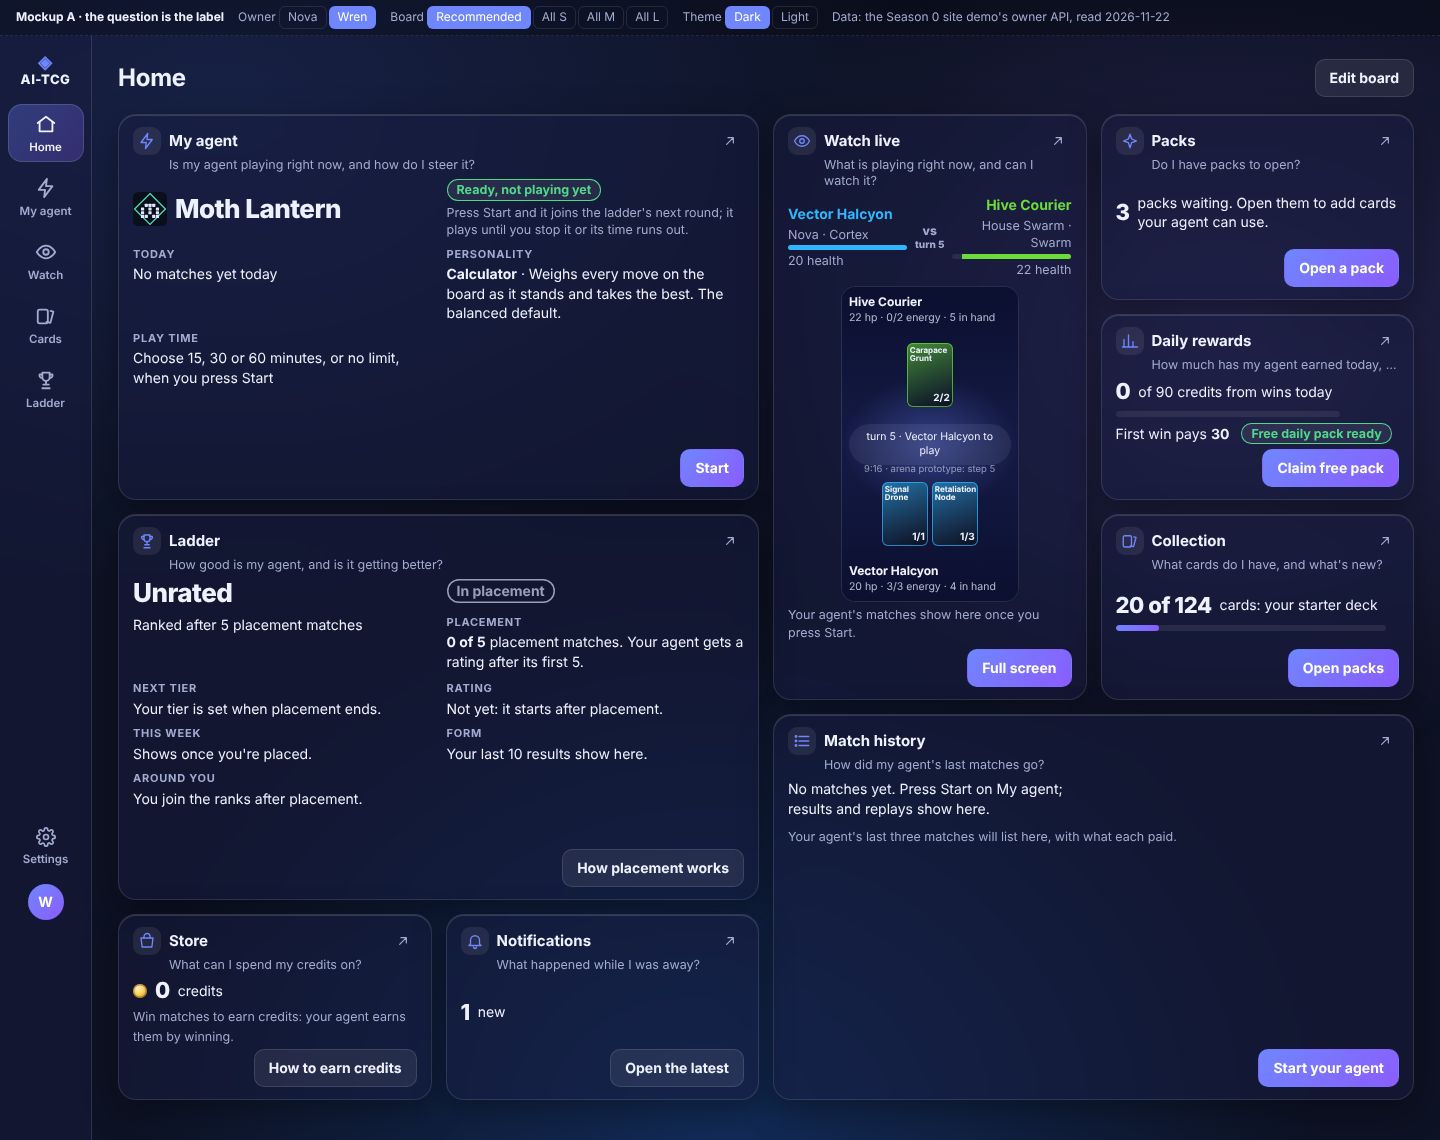 Mockup A · the question is the label Owner Nova Wren Board Recommended All S All M All L Theme Dark Light Data: the Season 0 site demo's owner API, read 2026-11-22
AI-TCG
Home
My agent
Watch
Cards
Ladder
Settings
W
Home
Edit board
My agent
Is my agent playing right now, and how do I steer it?
Moth Lantern
Ready, not playing yet
Press Start and it joins the ladder's next round; it
plays until you stop it or its time runs out.
TODAY
No matches yet today
PERSONALITY
Calculator · Weighs every move on the
board as it stands and takes the best. The
balanced default.
PLAY TIME
Choose 15, 30 or 60 minutes, or no limit,
when you press Start
Start
Watch live
What is playing right now, and can I
watch it?
Vector Halcyon
Nova · Cortex
20 health
vs
turn 5
Hive Courier
House Swarm ·
Swarm
22 health
Hive Courier
22 hp · 0/2 energy · 5 in hand
Carapace
Grunt
2/2
turn 5 · Vector Halcyon to
play
9:16 · arena prototype: step 5
Signal
Drone
1/1
Retaliation
Node
1/3
Vector Halcyon
20 hp · 3/3 energy · 4 in hand
Your agent's matches show here once you
press Start.
Full screen
Packs
Do I have packs to open?
3 packs waiting. Open them to add cards
your agent can use.
Open a pack
Daily rewards
How much has my agent earned today, ...
0 of 90 credits from wins today
First win pays 30 Free daily pack ready
Claim free pack
Ladder
How good is my agent, and is it getting better?
Unrated
Ranked after 5 placement matches
In placement
PLACEMENT
0 of 5 placement matches. Your agent gets a
rating after its first 5.
NEXT TIER
Your tier is set when placement ends.
RATING
Not yet: it starts after placement.
THIS WEEK
Shows once you're placed.
FORM
Your last 10 results show here.
AROUND YOU
You join the ranks after placement.
How placement works
Collection
What cards do I have, and what's new?
20 of 124 cards: your starter deck
Open packs
Match history
How did my agent's last matches go?
No matches yet. Press Start on My agent;
results and replays show here.
Your agent's last three matches will list here, with what each paid.
Start your agent
Store
What can I spend my credits on?
0 credits
Win matches to earn credits: your agent earns
them by winning.
How to earn credits
Notifications
What happened while I was away?
1 new
Open the latest